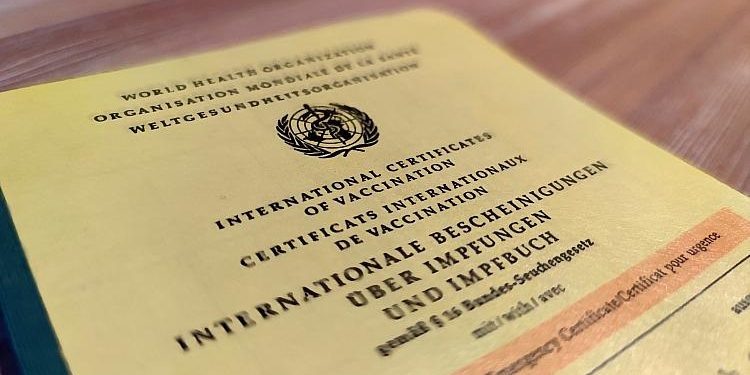 WORLD HEALTH ORGANIZATION
ORGANISATION MONDIALE DE LA SANTÉ
WELTGESUNDHEITSORGANISATION
INTERNATIONAL CERTIFICATES
OF VACCINATION
CERTIFICATS INTERNATIONAUX
DE VACCINATION
INTERNATIONALE BESCHEINIGUNGEN
ÜBER IMPFUNGEN
UND IMPFBUCH
gemäß § 16 Bundes-Seuchengesetz
mit / with / avec
Emergency Certificate/Certificat pour urgence